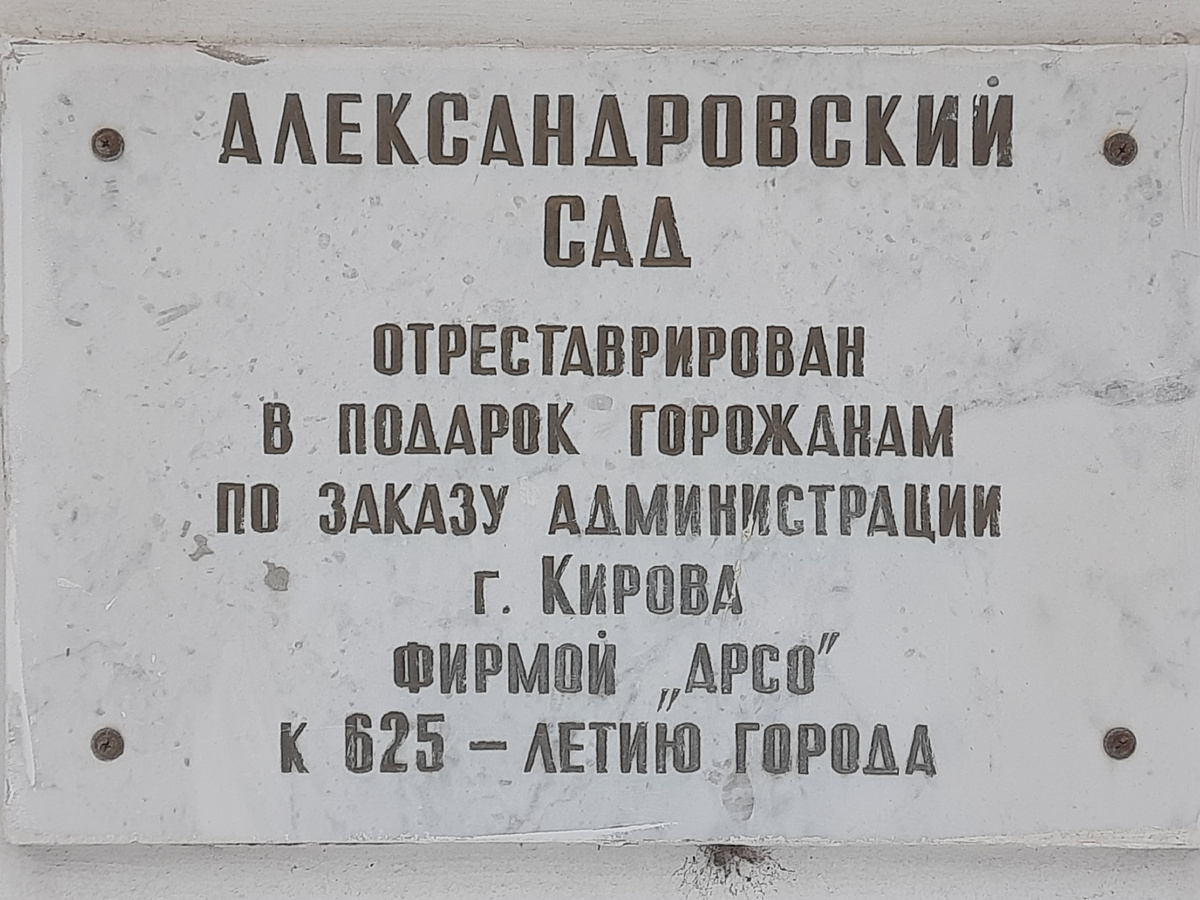 АЛЕКСАНДРОВСКИЙ
САД
ОТРЕСТАВРИРОВАН
В ПОДАРОК ГОРОЖАНАМ
ПО ЗАКАЗУ АДМИНИСТРАЦИИ
г. КИРОВА
ФИРМОЙ „АРСО"
К 625 - ЛЕТИЮ ГОРОДА